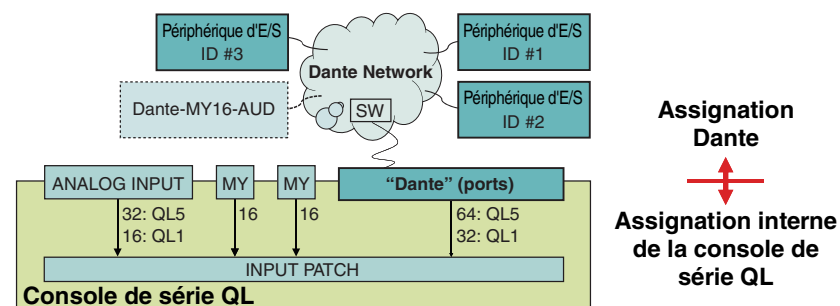 Périphérique d'E/S
ID #3
Périphérique d'E/S
ID #1
Dante Network
Dante-MY16-AUD
SW
Périphérique d'E/S
ID #2
Assignation
Dante
ANALOG INPUT
MY
MY
“Dante” (ports)
32: QL5
16: QL1
16
16
64: QL5
32: QL1
INPUT PATCH
Console de série QL
Assignation interne
de la console de
série QL